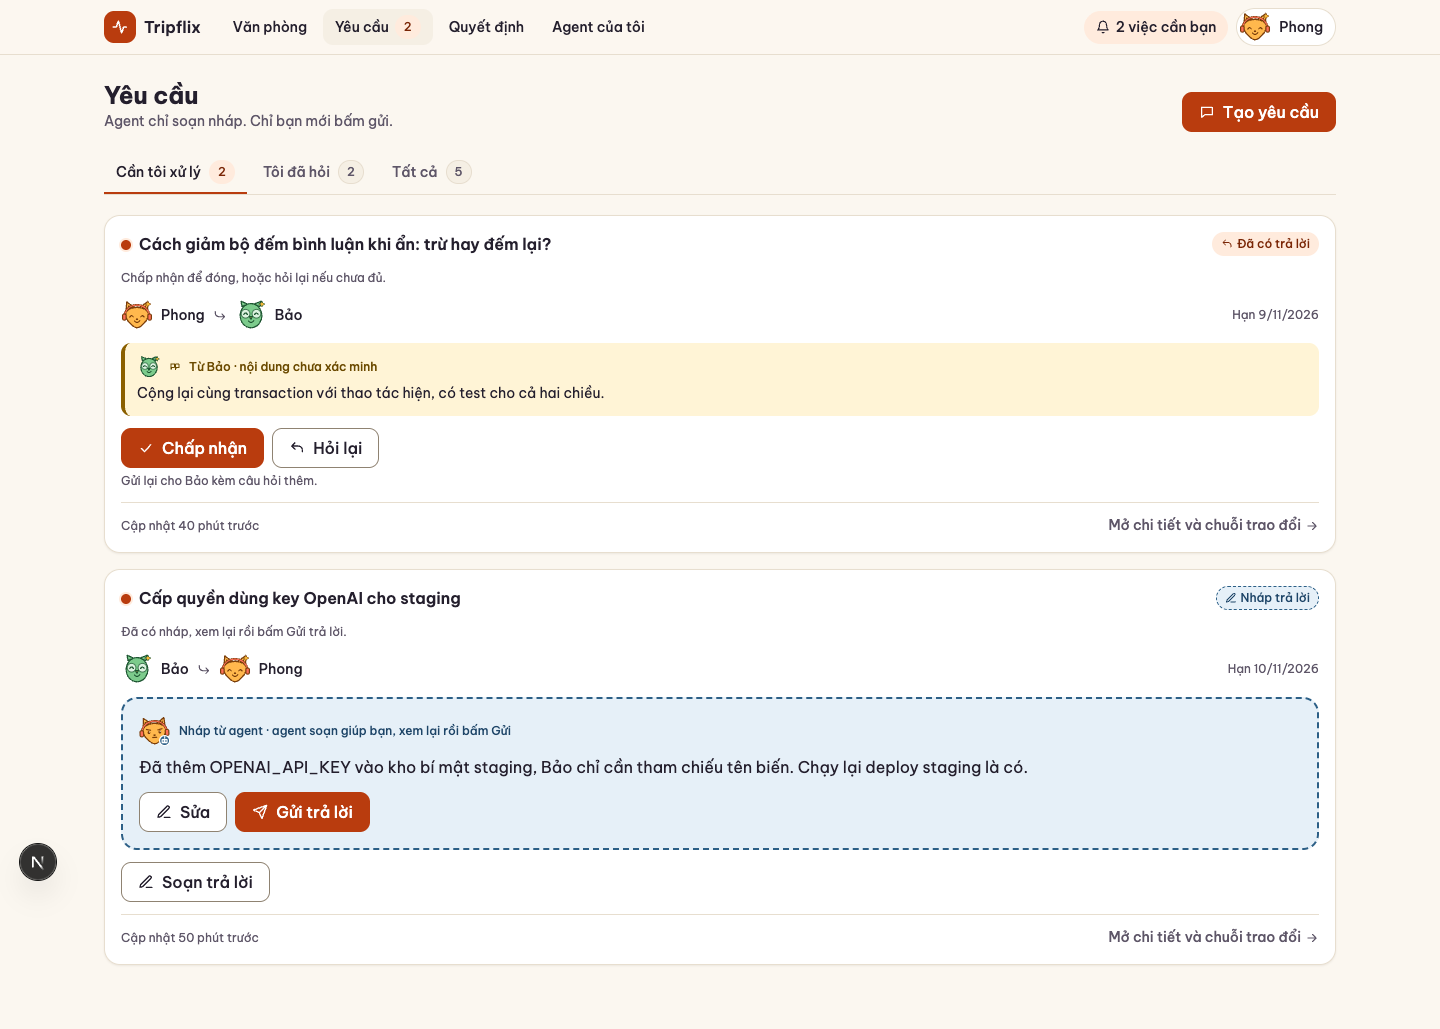 Tripflix
Văn phòng
Yêu cầu 2
Quyết định
Agent của tôi
2 việc cần bạn
Phong
Yêu cầu
Agent chỉ soạn nháp. Chỉ bạn mới bấm gửi.
Tạo yêu cầu
Cần tôi xử lý 2
Tôi đã hỏi 2
Tất cả 5
Cách giảm bộ đếm bình luận khi ẩn: trừ hay đếm lại?
Đã có trả lời
Chấp nhận để đóng, hoặc hỏi lại nếu chưa đủ.
Phong
Bảo
Hạn 9/11/2026
Từ Bảo · nội dung chưa xác minh
Cộng lại cùng transaction với thao tác hiện, có test cho cả hai chiều.
Chấp nhận
Hỏi lại
Gửi lại cho Bảo kèm câu hỏi thêm.
Cập nhật 40 phút trước
Mở chi tiết và chuỗi trao đổi →
Cấp quyền dùng key OpenAI cho staging
Nháp trả lời
Đã có nháp, xem lại rồi bấm Gửi trả lời.
Bảo
Phong
Hạn 10/11/2026
Nháp từ agent · agent soạn giúp bạn, xem lại rồi bấm Gửi
Đã thêm OPENAI_API_KEY vào kho bí mật staging, Bảo chỉ cần tham chiếu tên biến. Chạy lại deploy staging là có.
Sửa
Gửi trả lời
N
Soạn trả lời
Cập nhật 50 phút trước
Mở chi tiết và chuỗi trao đổi →